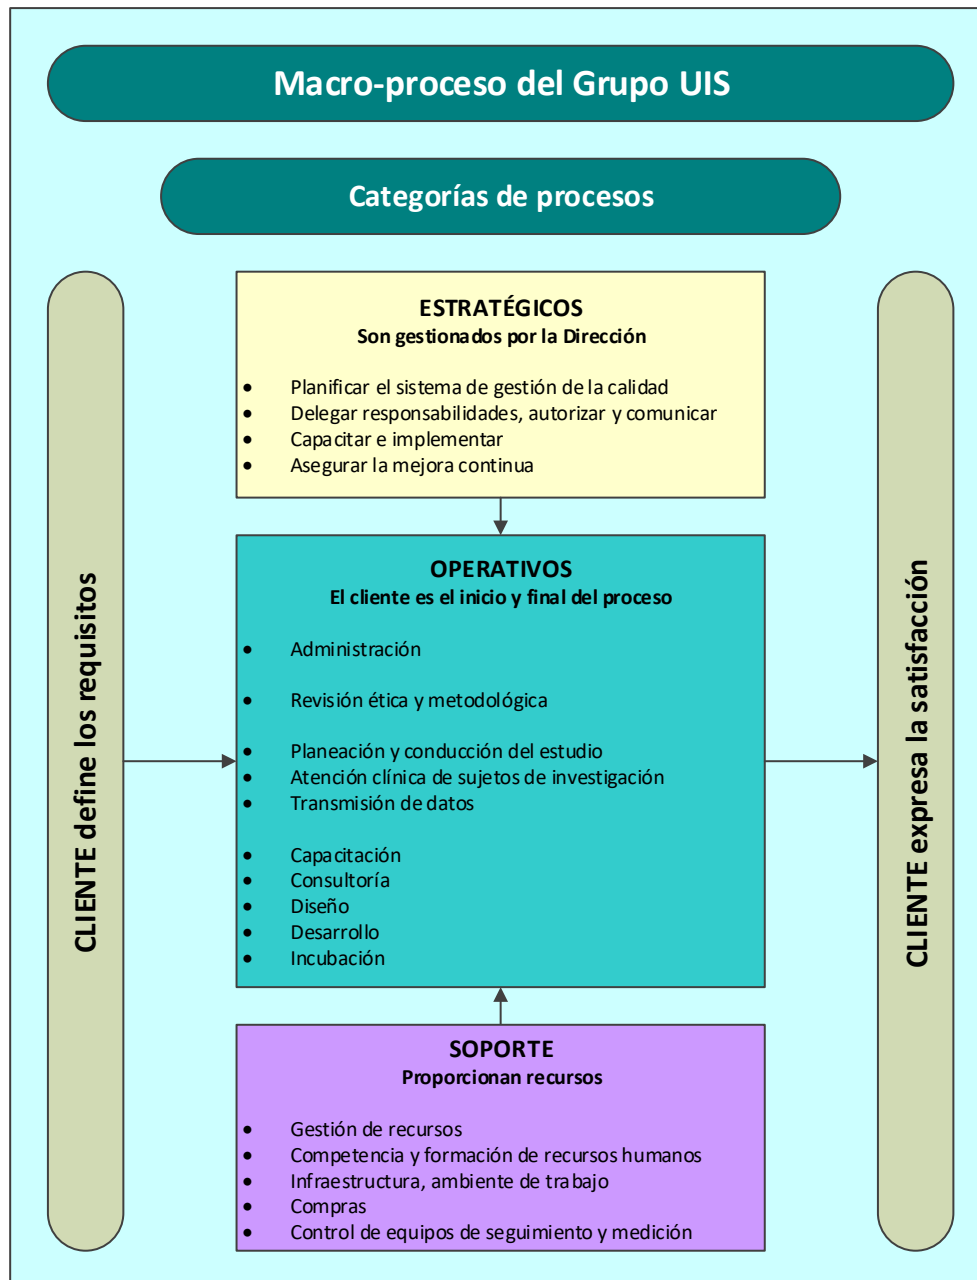 Macro-proceso del Grupo UIS
Categorías de procesos
CLIENTE define los requisitos
ESTRATÉGICOS
Son gestionados por la Dirección
• Planificar el sistema de gestión de la calidad
• Delegar responsabilidades, autorizar y comunicar
• Capacitar e implementar
• Asegurar la mejora continua
OPERATIVOS
El cliente es el inicio y final del proceso
• Administración
• Revisión ética y metodológica
• Planeación y conducción del estudio
• Atención clínica de sujetos de investigación
• Transmisión de datos
• Capacitación
• Consultoría
• Diseño
• Desarrollo
• Incubación
SOPORTE
Proporcionan recursos
• Gestión de recursos
• Competencia y formación de recursos humanos
• Infraestructura, ambiente de trabajo
• Compras
• Control de equipos de seguimiento y medición
CLIENTE expresa la satisfacción